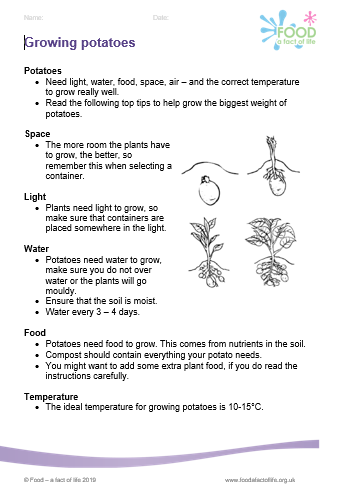 Name: Date:
FOOD
a fact of life
Growing potatoes
Potatoes
• Need light, water, food, space, air – and the correct temperature
to grow really well.
• Read the following top tips to help grow the biggest weight of
potatoes.
Space
• The more room the plants have
to grow, the better, so
remember this when selecting a
container.
Light
• Plants need light to grow, so
make sure that containers are
placed somewhere in the light.
Water
• Potatoes need water to grow,
make sure you do not over
water or the plants will go
mouldy.
• Ensure that the soil is moist.
• Water every 3 – 4 days.
Food
• Potatoes need food to grow. This comes from nutrients in the soil.
• Compost should contain everything your potato needs.
• You might want to add some extra plant food, if you do read the
instructions carefully.
Temperature
• The ideal temperature for growing potatoes is 10-15°C.
© Food – a fact of life 2019 www.foodafactoflife.org.uk